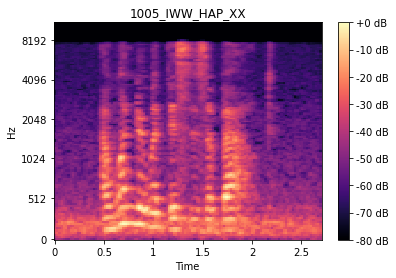 1005_IWW_HAP_XX
+0 dB
8192
-10 dB
-20 dB
4096
-30 dB
2048
Hz
-40 dB
1024
-50 dB
512
-60 dB
-70 dB
0
-80 dB
0 0.5 1 1.5 2 2.5
Time